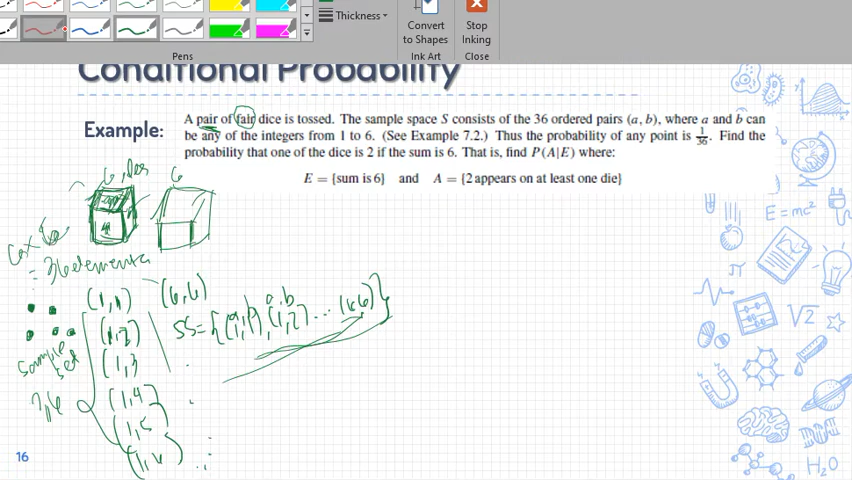 Thickness
Convert
to Shapes
Stop
Inking
Pens
Ink Art
Close
Conditional Probability
Example:
A pair of fair dice is tossed. The sample space S consists of the 36 ordered pairs (a, b), where a and b can
be any of the integers from 1 to 6. (See Example 7.2.) Thus the probability of any point is 1/36. Find the
probability that one of the dice is 2 if the sum is 6. That is, find P(A|E) where:
E = {sum is 6} and A = {2 appears on at least one die}
6
6
= 36 elements
(1,1)
(6,6)
a, b
SS = {(1,1), (1,2) ... (6,6)}
(1,2)
(1,3
(1,4)
(1,5)
(1,6)
sample
set
E=mc²
π
√2
DNA
H₂O
16